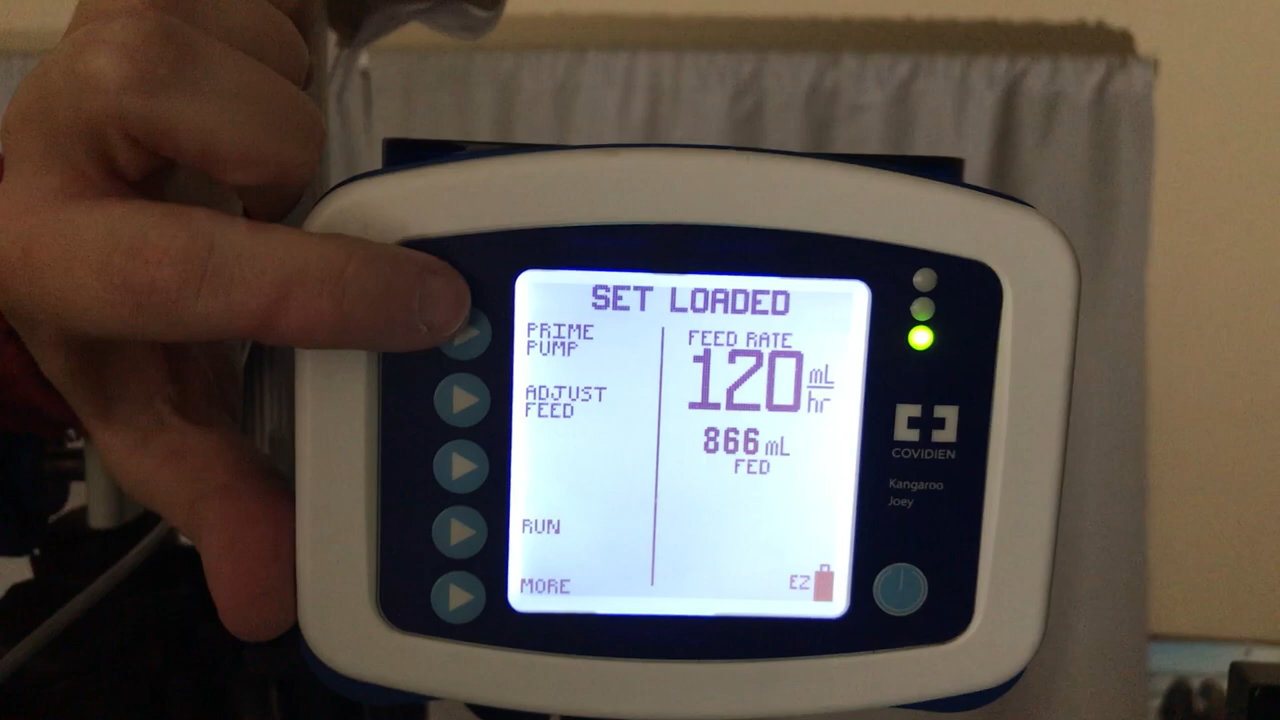 SET LOADED
PRIME
PUMP
ADJUST
FEED
RUN
MORE
FEED RATE
120 mL
hr
866 mL
FED
EZ
COVIDIEN
Kangaroo
Joey